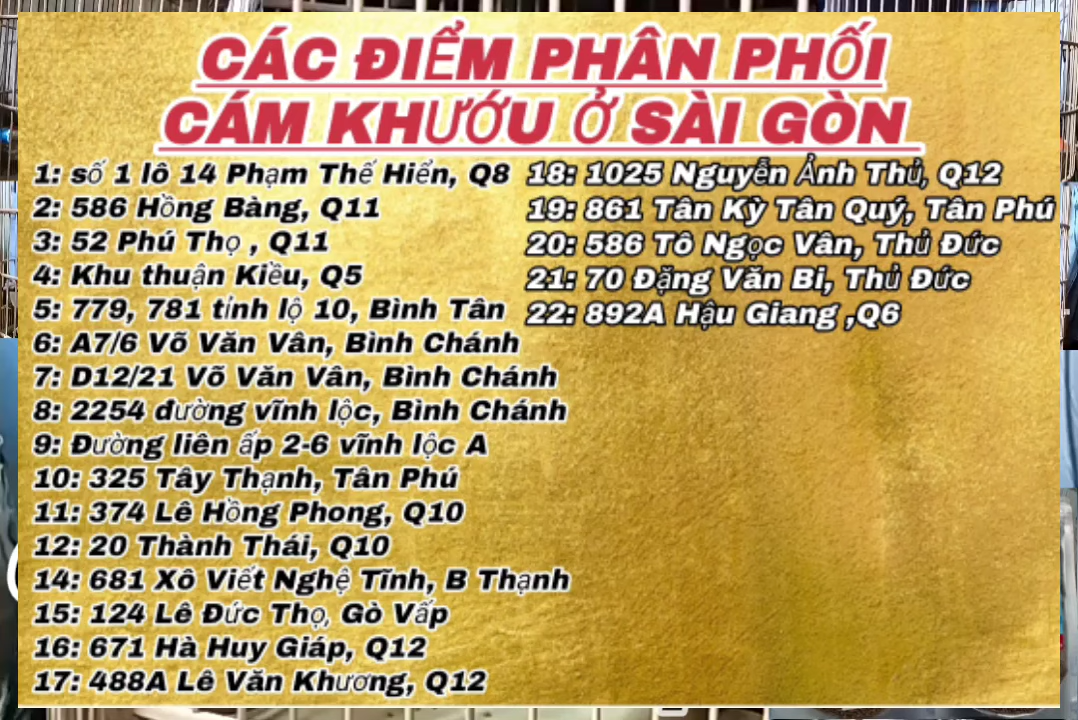 CÁC ĐIỂM PHÂN PHỐI
CÁM KHƯỚU Ở SÀI GÒN
1: số 1 lô 14 Phạm Thế Hiển, Q8
2: 586 Hồng Bàng, Q11
3: 52 Phú Thọ , Q11
4: Khu thuận Kiều, Q5
5: 779, 781 tỉnh lộ 10, Bình Tân
6: A7/6 Võ Văn Vân, Bình Chánh
7: D12/21 Võ Văn Vân, Bình Chánh
8: 2254 đường vĩnh lộc, Bình Chánh
9: Đường liên ấp 2-6 vĩnh lộc A
10: 325 Tây Thạnh, Tân Phú
11: 374 Lê Hồng Phong, Q10
12: 20 Thành Thái, Q10
14: 681 Xô Viết Nghệ Tĩnh, B Thạnh
15: 124 Lê Đức Thọ, Gò Vấp
16: 671 Hà Huy Giáp, Q12
17: 488A Lê Văn Khương, Q12
18: 1025 Nguyễn Ảnh Thủ, Q12
19: 861 Tân Kỳ Tân Quý, Tân Phú
20: 586 Tô Ngọc Vân, Thủ Đức
21: 70 Đặng Văn Bi, Thủ Đức
22: 892A Hậu Giang ,Q6